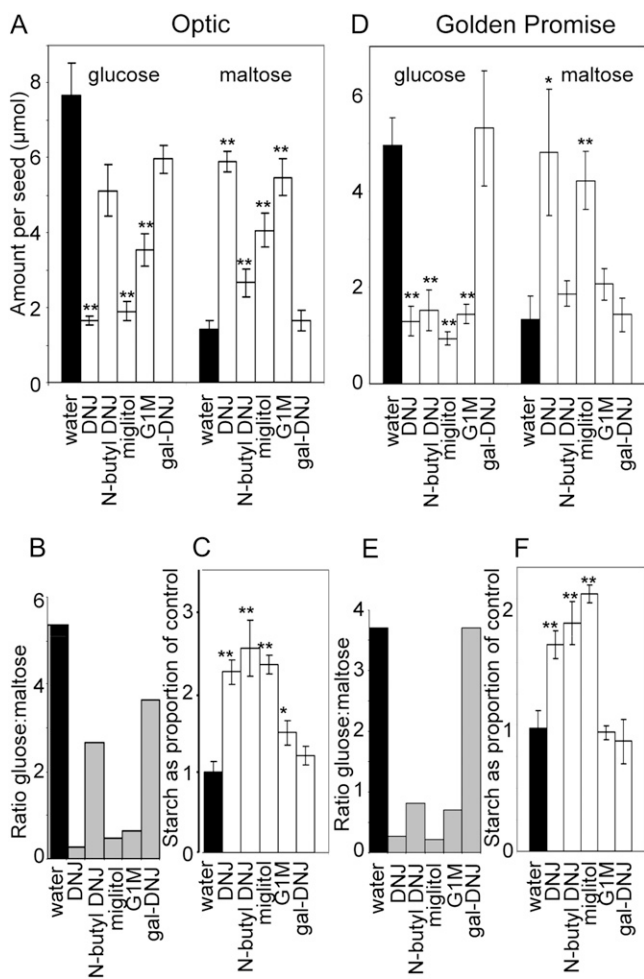 A Optic D Golden Promise
glucose maltose glucose maltose
Amount per seed (μmol)
8
6
4
2
0
** ** ** ** ** ** **
6
4
2
0
** ** ** ** * **
water DNJ N-butyl DNJ miglitol G1M gal-DNJ water DNJ N-butyl DNJ miglitol G1M gal-DNJ
water DNJ N-butyl DNJ miglitol G1M gal-DNJ water DNJ N-butyl DNJ miglitol G1M gal-DNJ
B
Ratio gluose:maltose
6
4
2
0
water DNJ N-butyl DNJ miglitol G1M gal-DNJ
C
Starch as proportion of control
3
2
1
0
** ** ** *
water DNJ N-butyl DNJ miglitol G1M gal-DNJ
E
Ratio gluose:maltose
4
3
2
1
0
water DNJ N-butyl DNJ miglitol G1M gal-DNJ
F
Starch as proportion of control
2
1
0
** ** **
water DNJ N-butyl DNJ miglitol G1M gal-DNJ